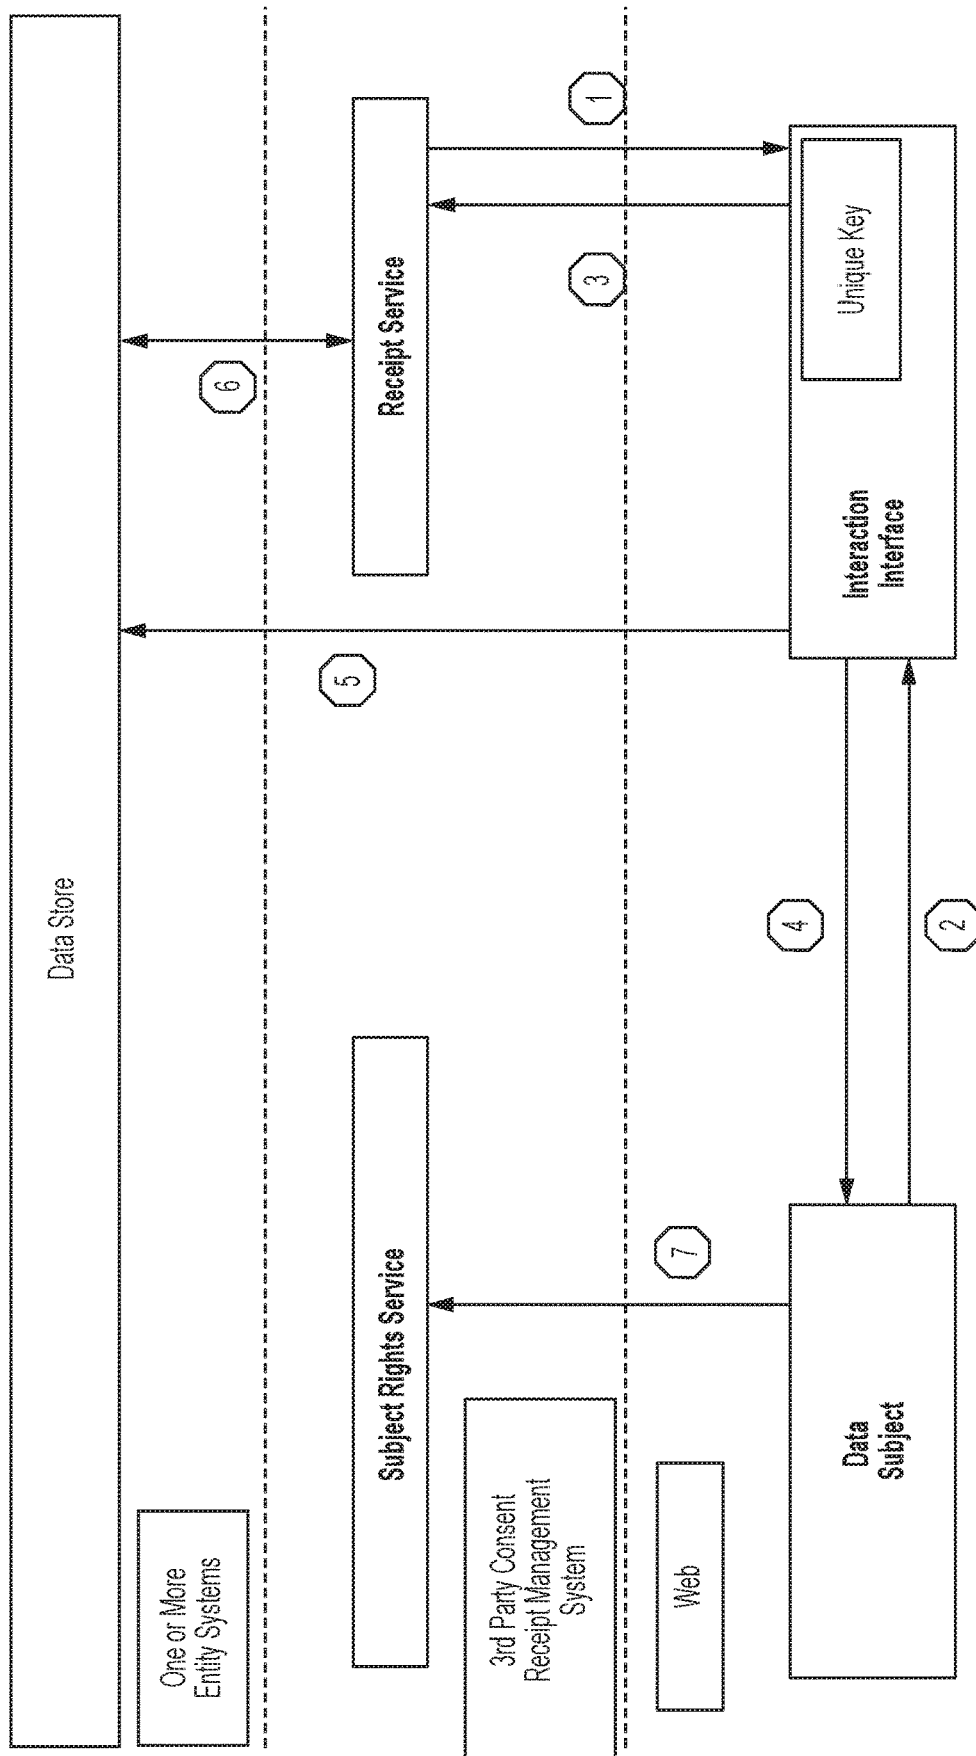 Data Store
One or More
Entity Systems
6
5
Subject Rights Service
Receipt Service
3rd Party Consent
Receipt Management
System
3
1
Web
7
4
2
Data
Subject
Interaction
Interface
Unique Key